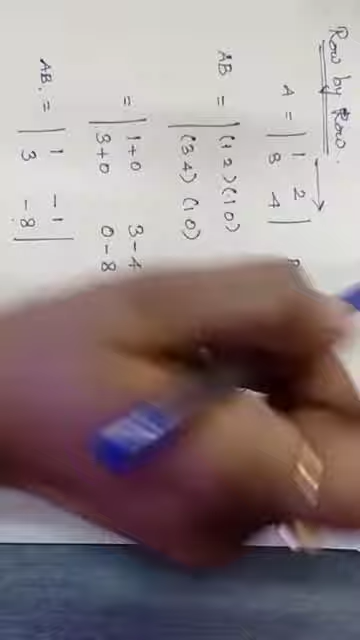 Row by Row.
A = | 1 2
3 4 |
AB = | (1 2) (1 0)
(3 4) (1 0)
= | 1+0 3-4
3+0 0-8
AB. = | 1 -1
3 -8 |